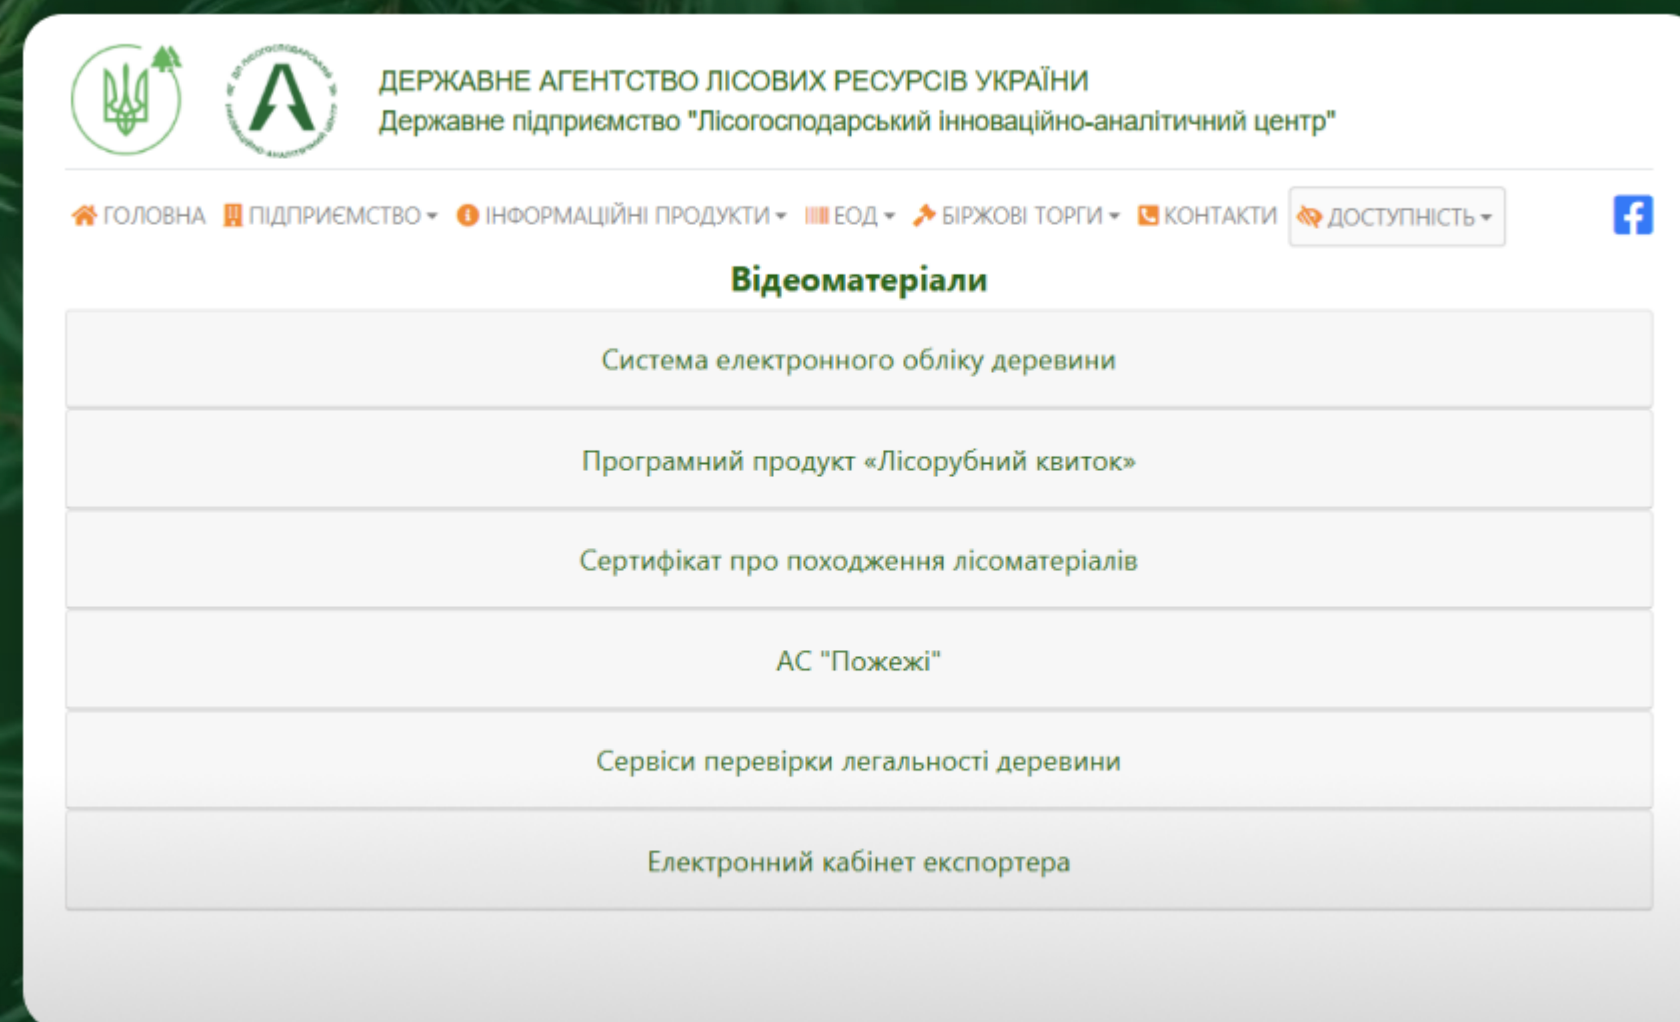 ДЕРЖАВНЕ АГЕНТСТВО ЛІСОВИХ РЕСУРСІВ УКРАЇНИ
Державне підприємство "Лісогосподарський інноваційно-аналітичний центр"
ГОЛОВНА ПІДПРИЄМСТВО ІНФОРМАЦІЙНІ ПРОДУКТИ ЕОД БІРЖОВІ ТОРГИ КОНТАКТИ ДОСТУПНІСТЬ
Відеоматеріали
Система електронного обліку деревини
Програмний продукт «Лісорубний квиток»
Сертифікат про походження лісоматеріалів
АС "Пожежі"
Сервіси перевірки легальності деревини
Електронний кабінет експортера